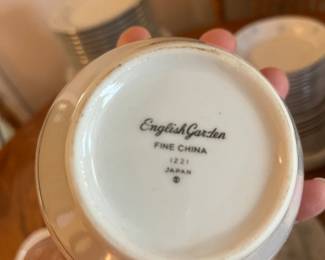 English Garden
FINE CHINA
1221
JAPAN